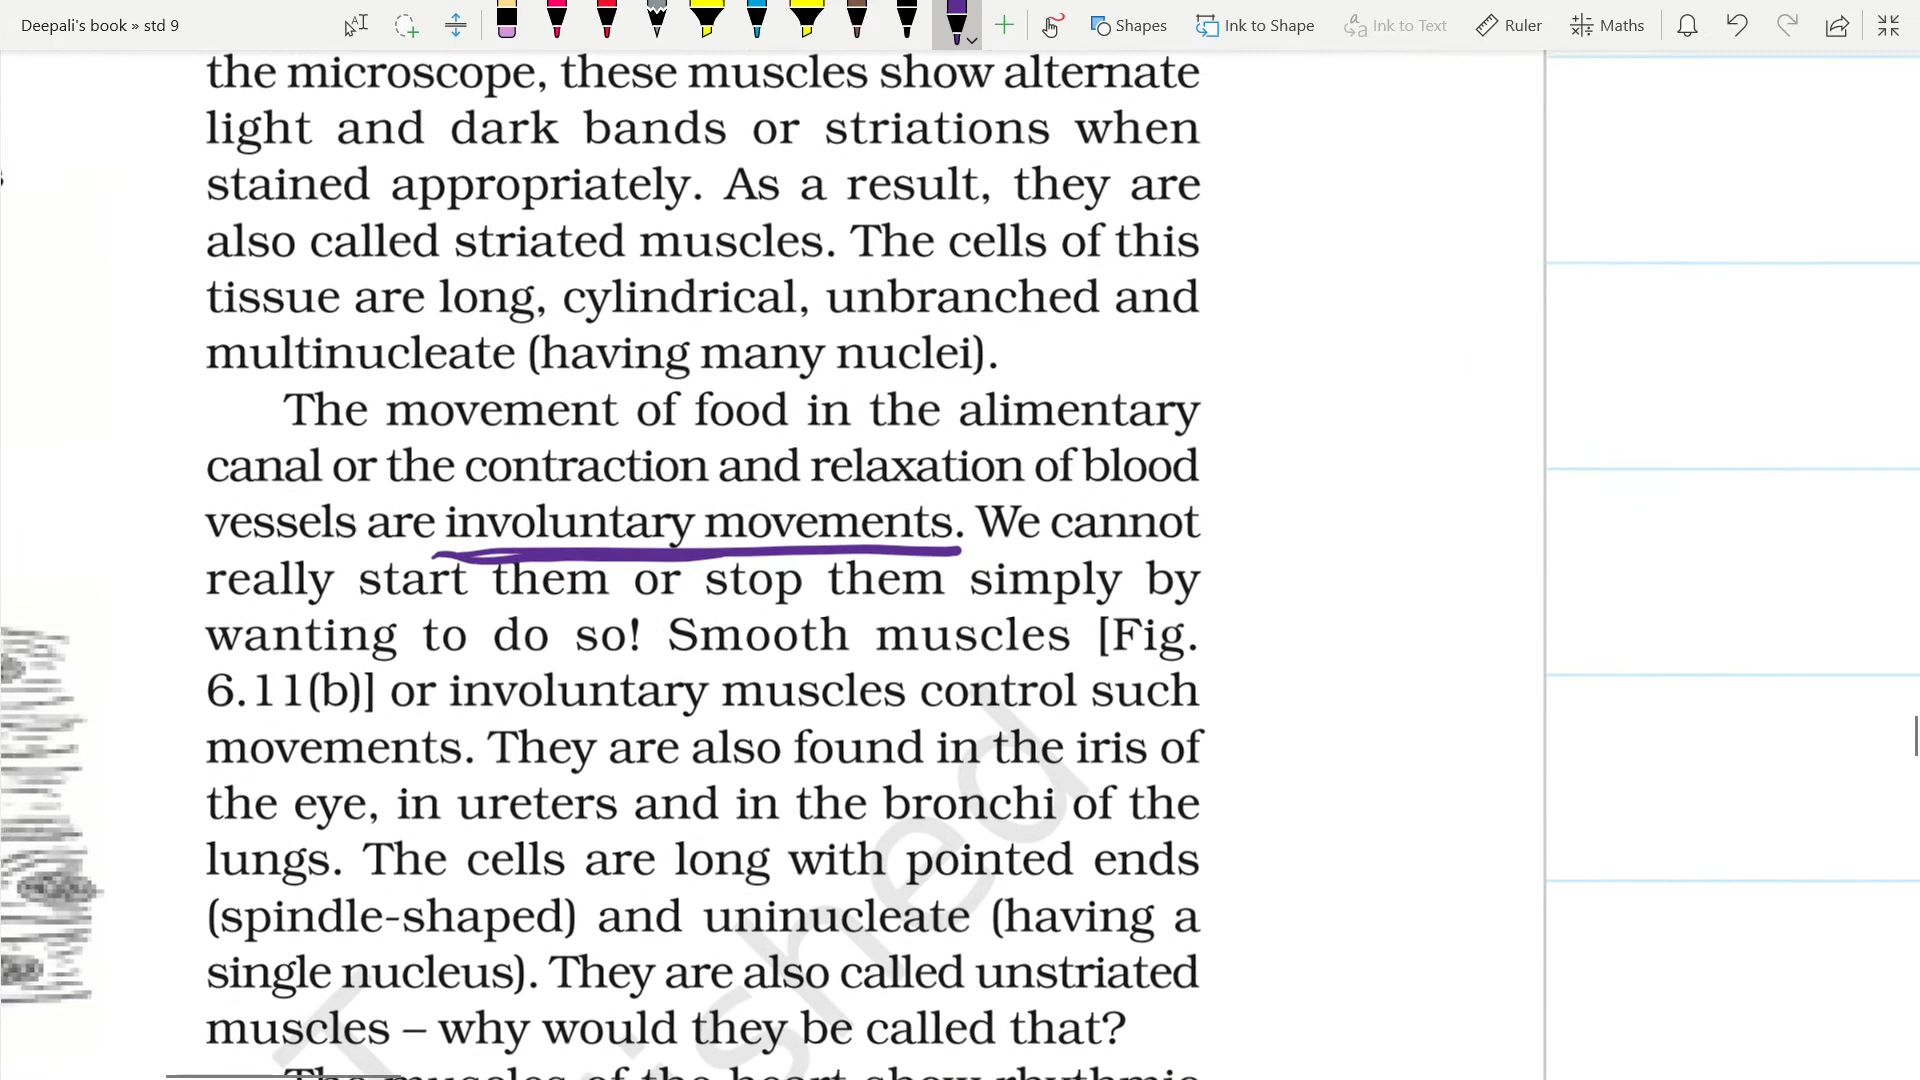 Deepali's book » std 9
Shapes
Ink to Shape
Ink to Text
Ruler
Maths
the microscope, these muscles show alternate
light and dark bands or striations when
stained appropriately. As a result, they are
also called striated muscles. The cells of this
tissue are long, cylindrical, unbranched and
multinucleate (having many nuclei).
The movement of food in the alimentary
canal or the contraction and relaxation of blood
vessels are involuntary movements. We cannot
really start them or stop them simply by
wanting to do so! Smooth muscles [Fig.
6.11(b)] or involuntary muscles control such
movements. They are also found in the iris of
the eye, in ureters and in the bronchi of the
lungs. The cells are long with pointed ends
(spindle-shaped) and uninucleate (having a
single nucleus). They are also called unstriated
muscles – why would they be called that?
The muscles of the heart show rhythmic